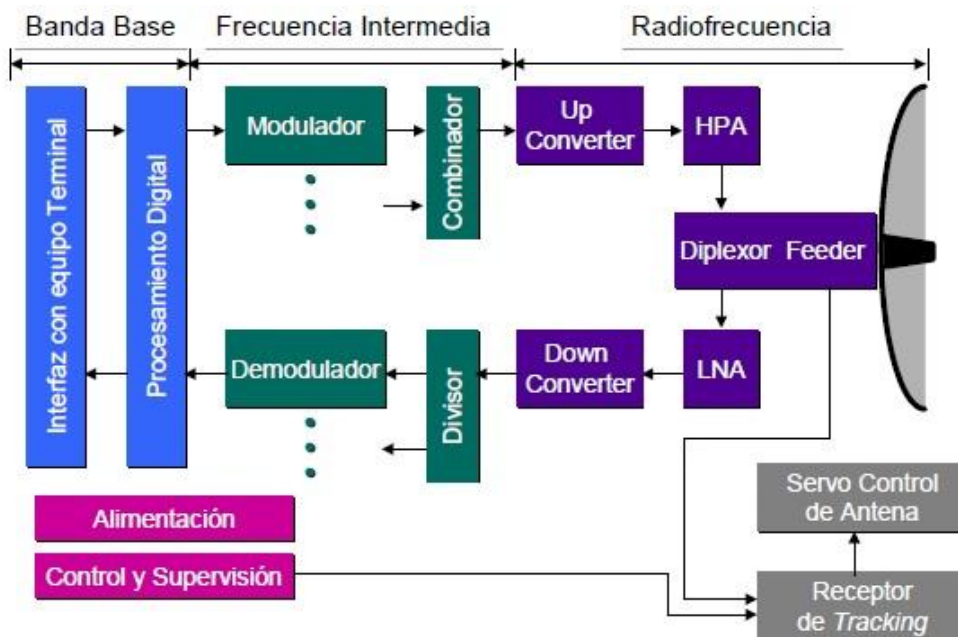 Banda Base
Frecuencia Intermedia
Radiofrecuencia
Interfaz con equipo Terminal
Procesamiento Digital
Modulador
Combinador
Up
Converter
HPA
Diplexor Feeder
Demodulador
Divisor
Down
Converter
LNA
Alimentación
Control y Supervisión
Servo Control
de Antena
Receptor
de Tracking